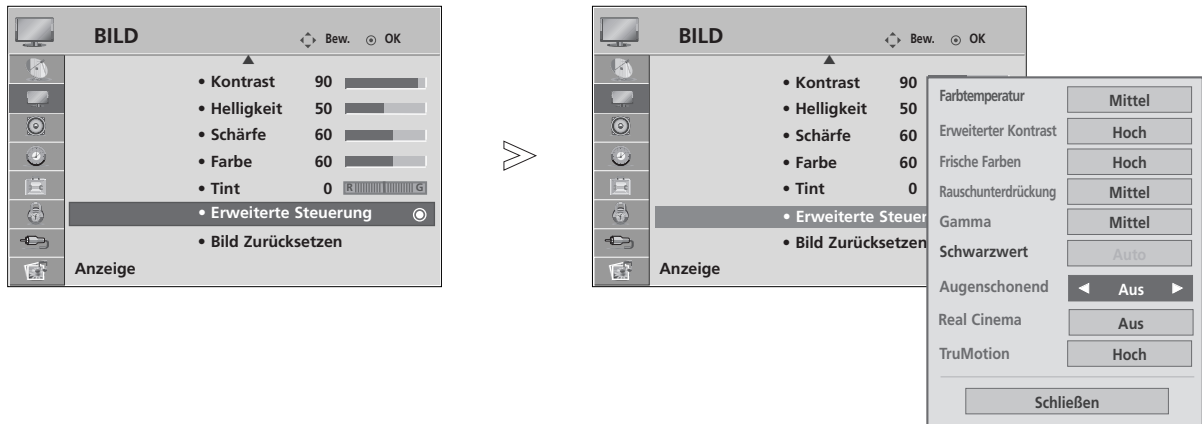 BILD Bew. OK
• Kontrast 90
• Helligkeit 50
• Schärfe 60
• Farbe 60
• Tint 0 R G
• Erweiterte Steuerung
• Bild Zurücksetzen
Anzeige
BILD Bew. OK
• Kontrast 90
• Helligkeit 50
• Schärfe 60
• Farbe 60
• Tint 0
• Erweiterte Steuer
• Bild Zurücksetzen
Anzeige
Farbtemperatur Mittel
Erweiterter Kontrast Hoch
Frische Farben Hoch
Rauschunterdrückung Mittel
Gamma Mittel
Schwarzwert Auto
Augenschonend ◀ Aus ▶
Real Cinema Aus
TruMotion Hoch
Schließen